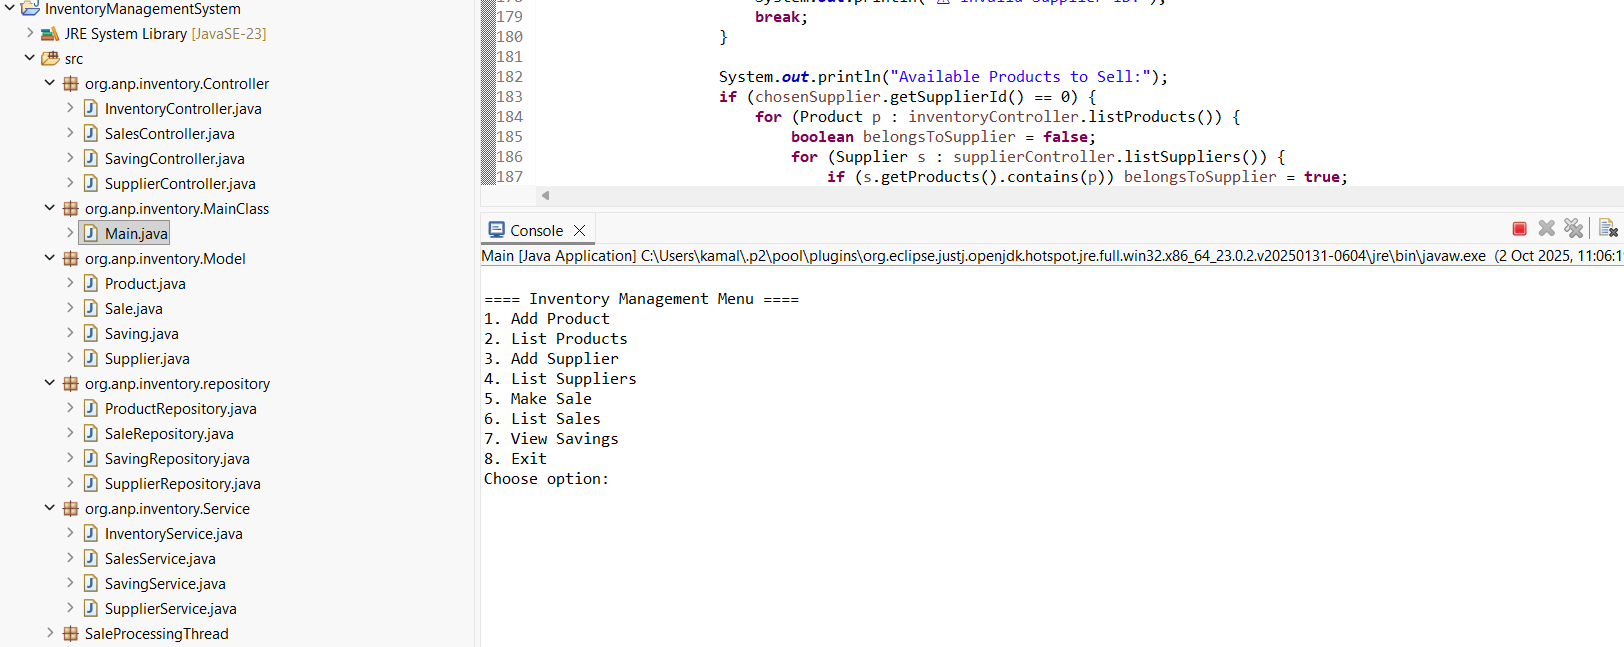 InventoryManagementSystem
JRE System Library [JavaSE-23]
src
org.anp.inventory.Controller
InventoryController.java
SalesController.java
SavingController.java
SupplierController.java
org.anp.inventory.MainClass
Main.java
org.anp.inventory.Model
Product.java
Sale.java
Saving.java
Supplier.java
org.anp.inventory.repository
ProductRepository.java
SaleRepository.java
SavingRepository.java
SupplierRepository.java
org.anp.inventory.Service
InventoryService.java
SalesService.java
SavingService.java
SupplierService.java
SaleProcessingThread
179 break;
180 }
181
182 System.out.println("Available Products to Sell:");
183 if (chosenSupplier.getSupplierId() == 0) {
184 for (Product p : inventoryController.listProducts()) {
185 boolean belongsToSupplier = false;
186 for (Supplier s : supplierController.listSuppliers()) {
187 if (s.getProducts().contains(p)) belongsToSupplier = true;
Console
Main [Java Application] C:\Users\kamal\.p2\pool\plugins\org.eclipse.justj.openjdk.hotspot.jre.full.win32.x86_64_23.0.2.v20250131-0604\jre\bin\javaw.exe (2 Oct 2025, 11:06:1
==== Inventory Management Menu ====
1. Add Product
2. List Products
3. Add Supplier
4. List Suppliers
5. Make Sale
6. List Sales
7. View Savings
8. Exit
Choose option: